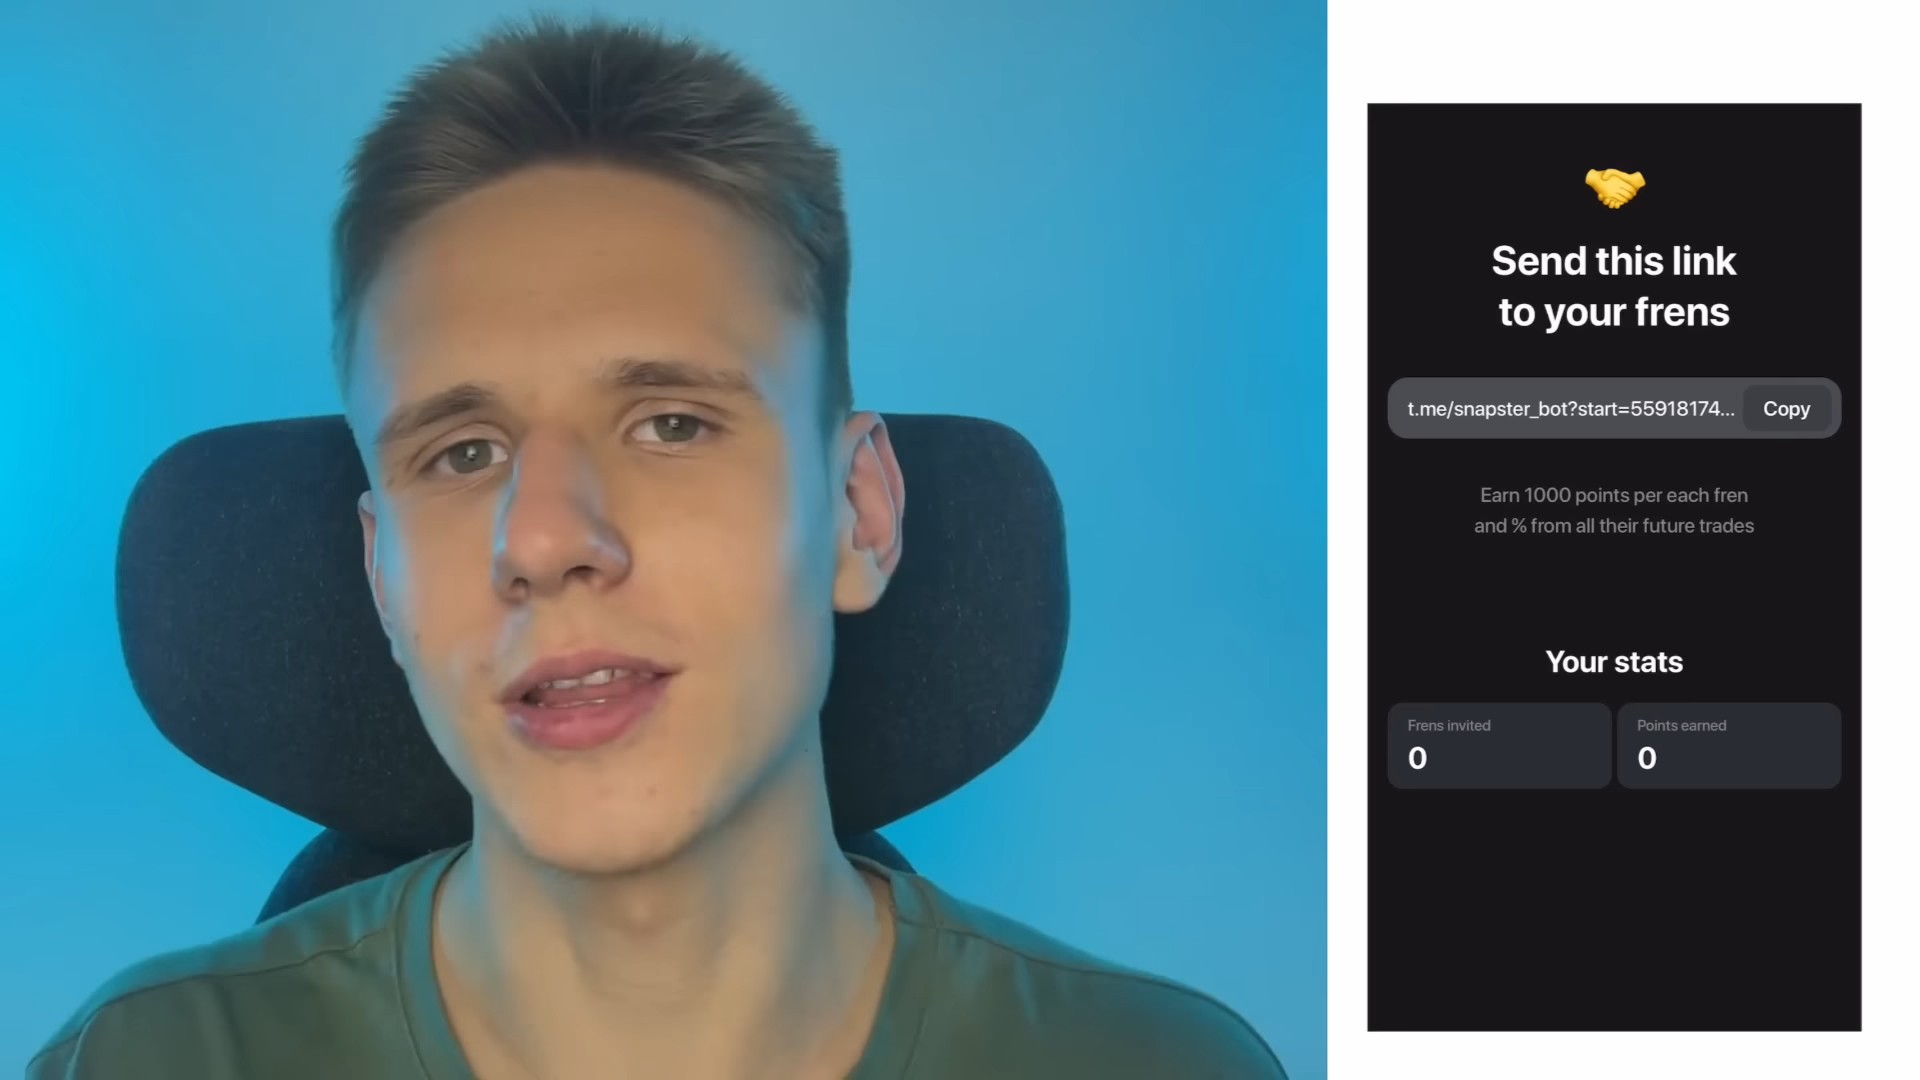 Send this link
to your frens
t.me/snapster_bot?start=55918174... Copy
Earn 1000 points per each fren
and % from all their future trades
Your stats
Frens invited Points earned
0 0